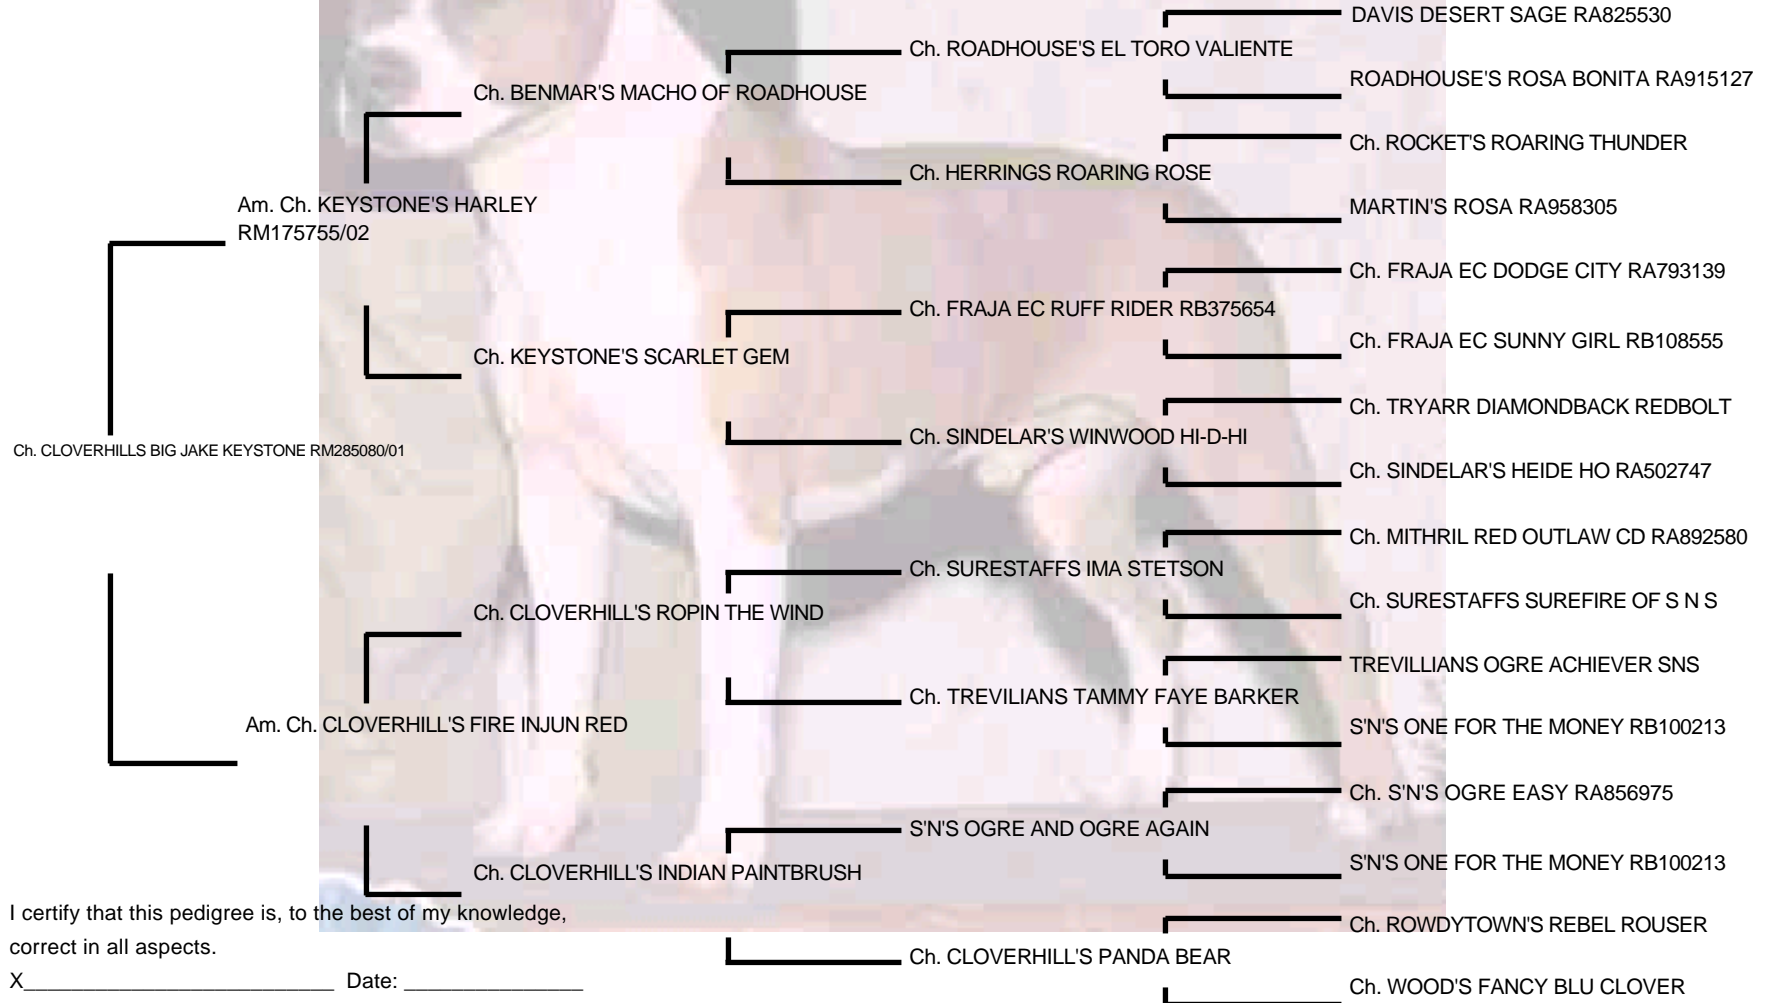 DAVIS DESERT SAGE RA825530
Ch. ROADHOUSE'S EL TORO VALIENTE
ROADHOUSE'S ROSA BONITA RA915127
Ch. BENMAR'S MACHO OF ROADHOUSE
Ch. ROCKET'S ROARING THUNDER
Ch. HERRINGS ROARING ROSE
MARTIN'S ROSA RA958305
Am. Ch. KEYSTONE'S HARLEY
RM175755/02
Ch. FRAJA EC DODGE CITY RA793139
Ch. FRAJA EC RUFF RIDER RB375654
Ch. FRAJA EC SUNNY GIRL RB108555
Ch. KEYSTONE'S SCARLET GEM
Ch. TRYARR DIAMONDBACK REDBOLT
Ch. SINDELAR'S WINWOOD HI-D-HI
Ch. SINDELAR'S HEIDE HO RA502747
Ch. CLOVERHILLS BIG JAKE KEYSTONE RM285080/01
Ch. MITHRIL RED OUTLAW CD RA892580
Ch. SURESTAFFS IMA STETSON
Ch. SURESTAFFS SUREFIRE OF S N S
Ch. CLOVERHILL'S ROPIN THE WIND
TREVILLIANS OGRE ACHIEVER SNS
Ch. TREVILIANS TAMMY FAYE BARKER
S'N'S ONE FOR THE MONEY RB100213
Am. Ch. CLOVERHILL'S FIRE INJUN RED
Ch. S'N'S OGRE EASY RA856975
S'N'S OGRE AND OGRE AGAIN
S'N'S ONE FOR THE MONEY RB100213
Ch. CLOVERHILL'S INDIAN PAINTBRUSH
Ch. ROWDYTOWN'S REBEL ROUSER
Ch. CLOVERHILL'S PANDA BEAR
Ch. WOOD'S FANCY BLU CLOVER
I certify that this pedigree is, to the best of my knowledge,
correct in all aspects.
X__________________________ Date: _______________